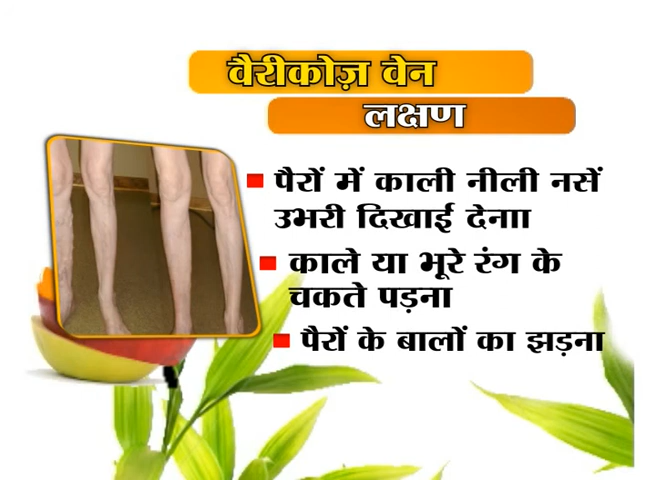 वैरीकोज़ वेन
लक्षण
पैरों में काली नीली नसें
उभरी दिखाई देनाा
काले या भूरे रंग के
चकते पड़ना
पैरों के बालों का झड़ना